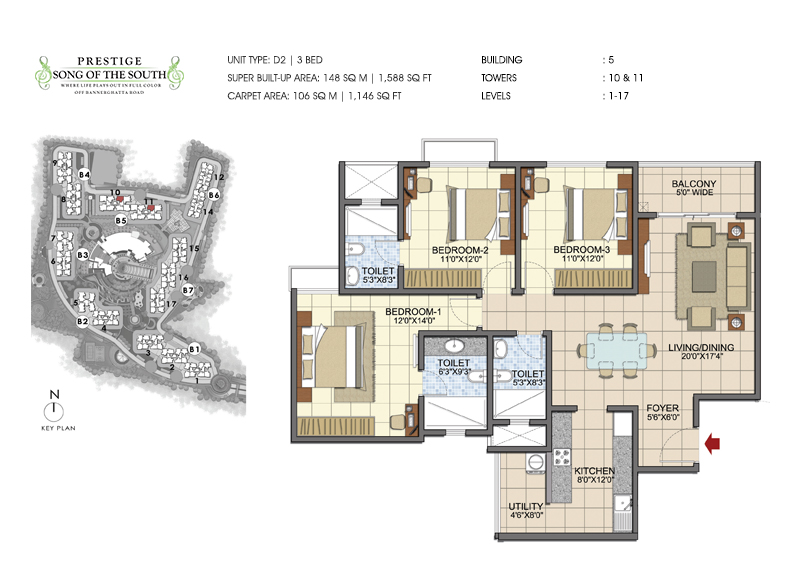 PRESTIGE
SONG OF THE SOUTH
WHERE LIFE PLAYS OUT IN FULL COLOR
OFF BANNERGHATTA ROAD
UNIT TYPE: D2 | 3 BED
SUPER BUILT-UP AREA: 148 SQ M | 1,588 SQ FT
CARPET AREA: 106 SQ M | 1,146 SQ FT
BUILDING : 5
TOWERS : 10 & 11
LEVELS : 1-17
9
B4
8
10
11
B5
12
B6
14
7
6
B3
15
16
B7
17
5
B2
4
3
2
B1
1
N
KEY PLAN
BALCONY
5'0" WIDE
BEDROOM-2
11'0"X12'0"
BEDROOM-3
11'0"X12'0"
TOILET
5'3"X8'3"
BEDROOM-1
12'0"X14'0"
LIVING/DINING
20'0"X17'4"
TOILET
6'3"X9'3"
TOILET
5'3"X8'3"
FOYER
5'6"X6'0"
KITCHEN
8'0"X12'0"
UTILITY
4'6"X8'0"